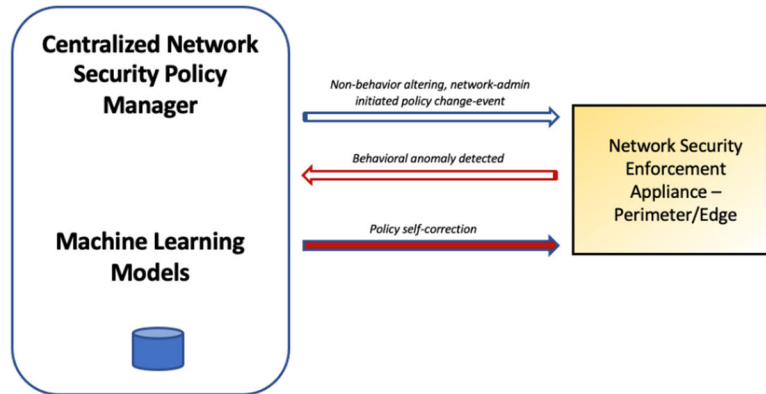 Centralized Network
Security Policy
Manager
Non-behavior altering, network-admin
initiated policy change-event
Behavioral anomaly detected
Policy self-correction
Machine Learning
Models
Network Security
Enforcement
Appliance –
Perimeter/Edge